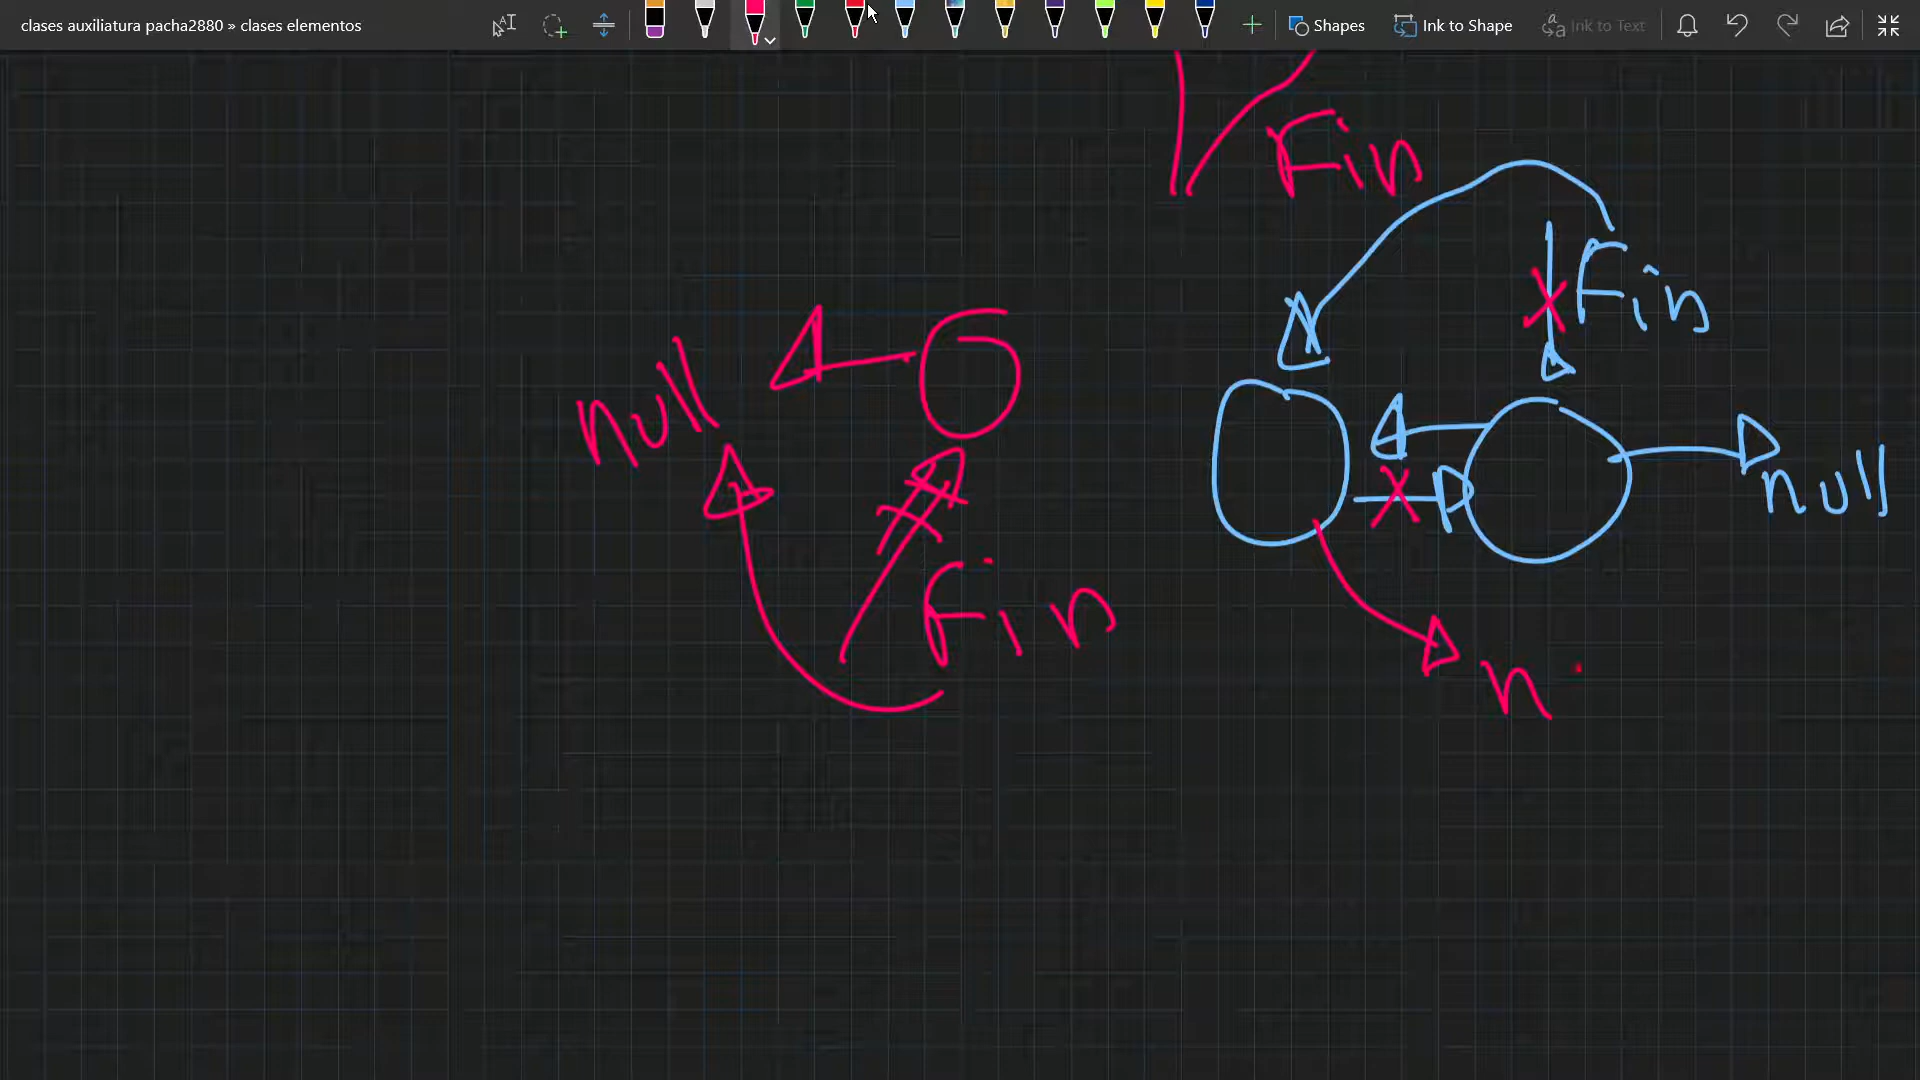 clases auxiliatura pacha2880 » clases elementos
Shapes
Ink to Shape
Ink to Text
Fin
Fin
null
null
Fin
n